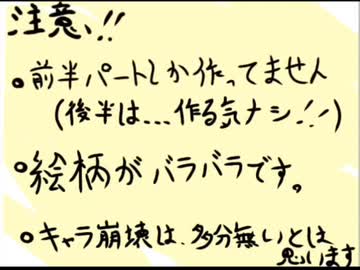 注意!!
・前半パートしか作ってません
(後半は…作る気ナシ!!)
・絵柄がバラバラです。
・キャラ崩壊は、多分無いとは
思います